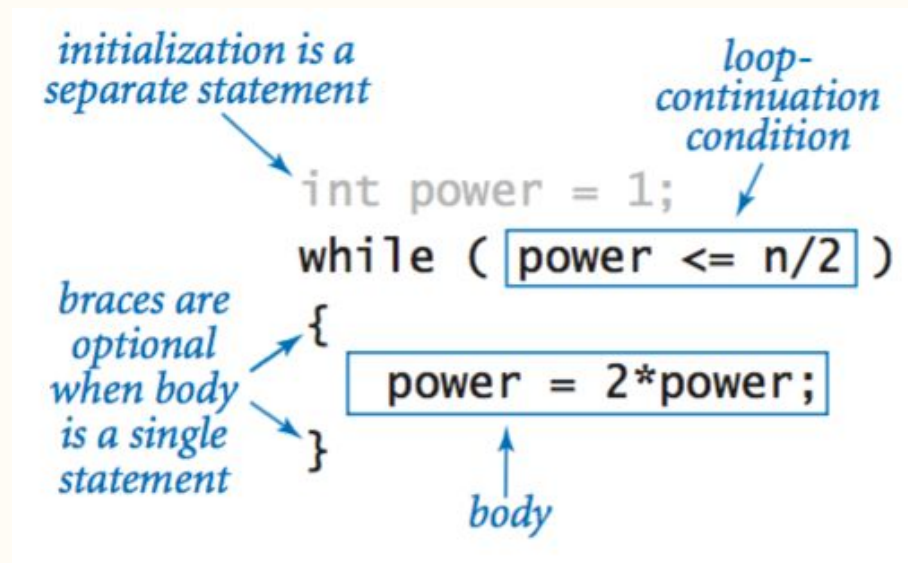 initialization is a
separate statement
loop-
continuation
condition
int power = 1;
while ( power <= n/2 )
braces are
optional
when body
is a single
statement
{
power = 2*power;
}
body